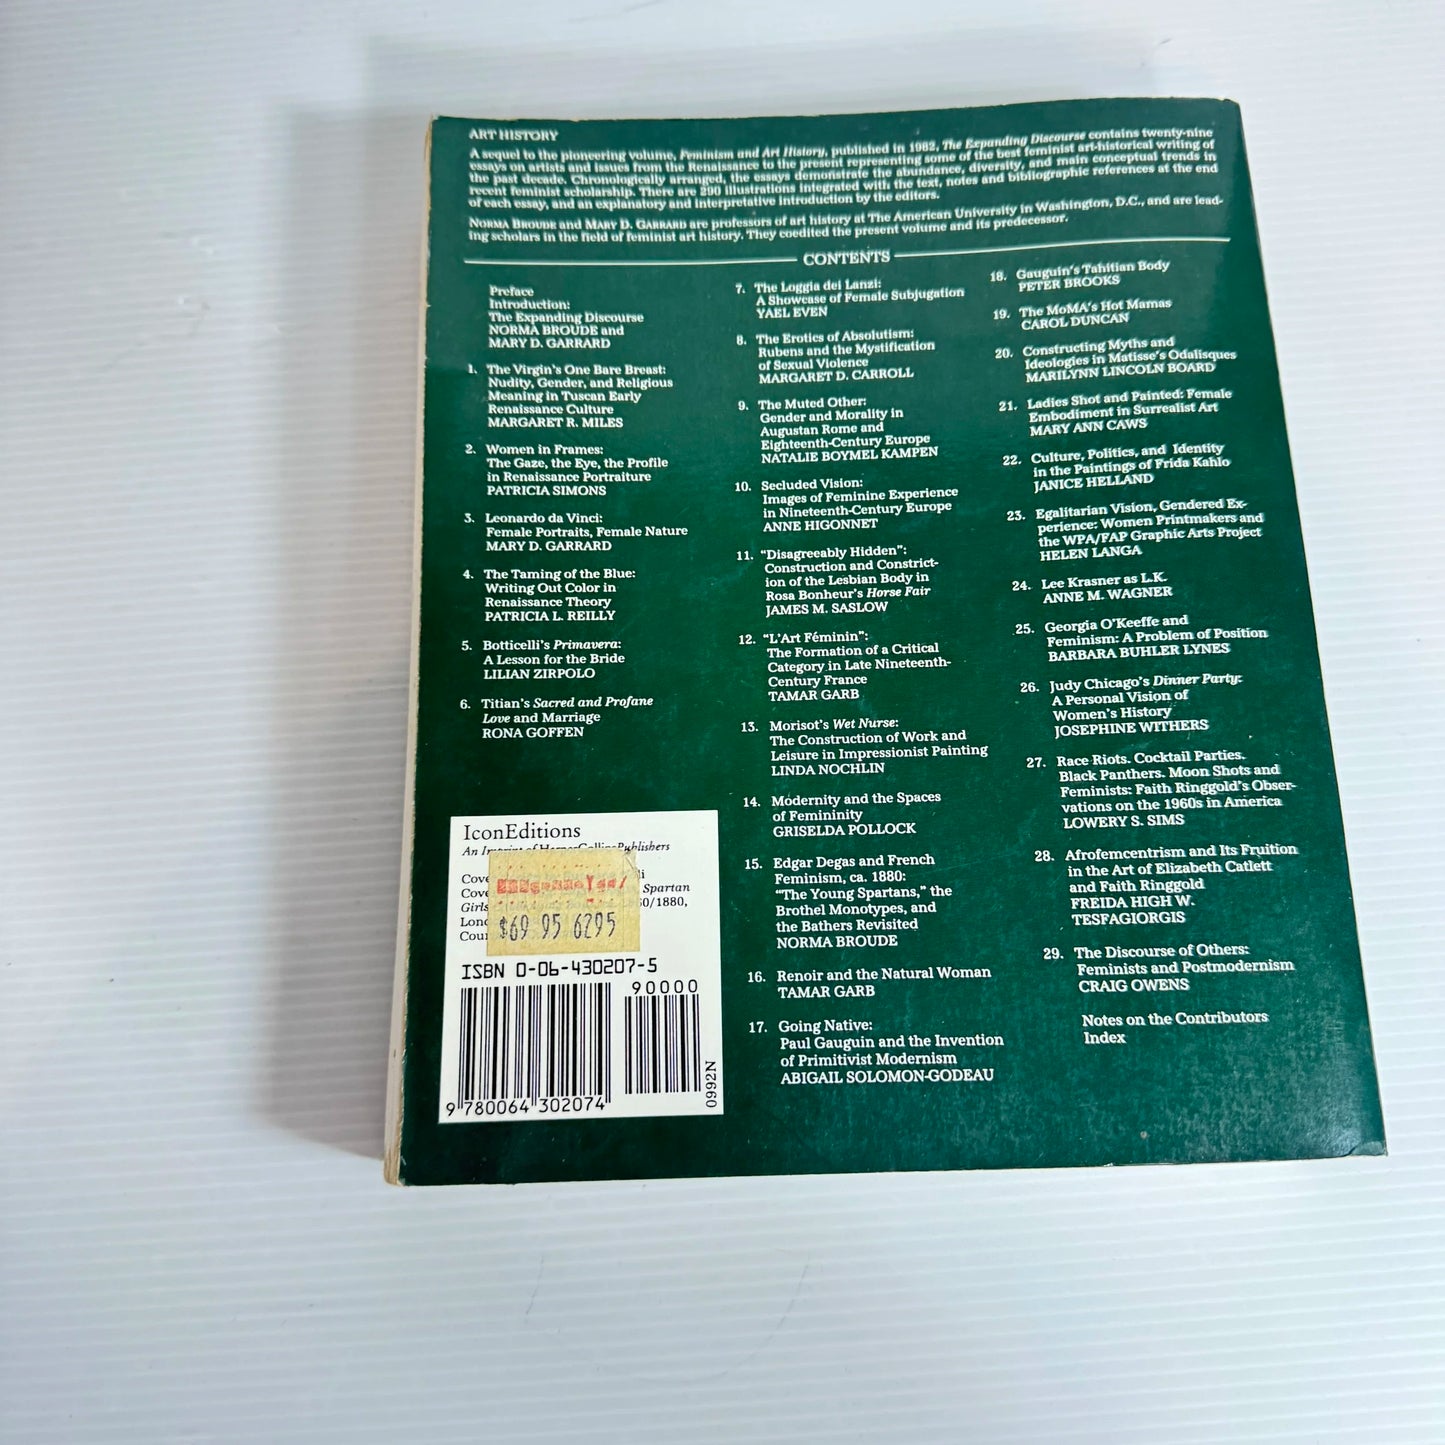 ART HISTORY
A sequel to the pioneering volume, Feminism and Art History, published in 1982, The Expanding Discourse contains twenty-nine
essays on artists and issues from the Renaissance to the present representing some of the best feminist art-historical writing of
the past decade. Chronologically arranged, the essays demonstrate the abundance, diversity, and main conceptual trends in
recent feminist scholarship. There are 290 illustrations integrated with the text, notes and bibliographic references at the end
of each essay, and an explanatory and interpretative introduction by the editors.
NORMA BROUDE and MARY D. GARRARD are professors of art history at The American University in Washington, D.C., and are lead-
ing scholars in the field of feminist art history. They coedited the present volume and its predecessor.
CONTENTS
Preface
Introduction:
The Expanding Discourse
NORMA BROUDE and
MARY D. GARRARD
1. The Virgin's One Bare Breast:
Nudity, Gender, and Religious
Meaning in Tuscan Early
Renaissance Culture
MARGARET R. MILES
2. Women in Frames:
The Gaze, the Eye, the Profile
in Renaissance Portraiture
PATRICIA SIMONS
3. Leonardo da Vinci:
Female Portraits, Female Nature
MARY D. GARRARD
4. The Taming of the Blue:
Writing Out Color in
Renaissance Theory
PATRICIA L. REILLY
5. Botticelli's Primavera:
A Lesson for the Bride
LILIAN ZIRPOLO
6. Titian's Sacred and Profane
Love and Marriage
RONA GOFFEN
7. The Loggia dei Lanzi:
A Showcase of Female Subjugation
YAEL EVEN
8. The Erotics of Absolutism:
Rubens and the Mystification
of Sexual Violence
MARGARET D. CARROLL
9. The Muted Other:
Gender and Morality in
Augustan Rome and
Eighteenth-Century Europe
NATALIE BOYMEL KAMPEN
10. Secluded Vision:
Images of Feminine Experience
in Nineteenth-Century Europe
ANNE HIGONNET
11. "Disagreeably Hidden":
Construction and Constrict-
ion of the Lesbian Body in
Rosa Bonheur's Horse Fair
JAMES M. SASLOW
12. "L'Art Féminin":
The Formation of a Critical
Category in Late Nineteenth-
Century France
TAMAR GARB
13. Morisot's Wet Nurse:
The Construction of Work and
Leisure in Impressionist Painting
LINDA NOCHLIN
14. Modernity and the Spaces
of Femininity
GRISELDA POLLOCK
15. Edgar Degas and French
Feminism, ca. 1880:
"The Young Spartans," the
Brothel Monotypes, and
the Bathers Revisited
NORMA BROUDE
16. Renoir and the Natural Woman
TAMAR GARB
17. Going Native:
Paul Gauguin and the Invention
of Primitivist Modernism
ABIGAIL SOLOMON-GODEAU
18. Gauguin's Tahitian Body
PETER BROOKS
19. The MoMA's Hot Mamas
CAROL DUNCAN
20. Constructing Myths and
Ideologies in Matisse's Odalisques
MARILYNN LINCOLN BOARD
21. Ladies Shot and Painted: Female
Embodiment in Surrealist Art
MARY ANN CAWS
22. Culture, Politics, and Identity
in the Paintings of Frida Kahlo
JANICE HELLAND
23. Egalitarian Vision, Gendered Ex-
perience: Women Printmakers and
the WPA/FAP Graphic Arts Project
HELEN LANGA
24. Lee Krasner as L.K.
ANNE M. WAGNER
25. Georgia O'Keeffe and
Feminism: A Problem of Position
BARBARA BUHLER LYNES
26. Judy Chicago's Dinner Party:
A Personal Vision of
Women's History
JOSEPHINE WITHERS
27. Race Riots. Cocktail Parties.
Black Panthers. Moon Shots and
Feminists: Faith Ringgold's Obser-
vations on the 1960s in America
LOWERY S. SIMS
28. Afrofemcentrism and Its Fruition
in the Art of Elizabeth Catlett
and Faith Ringgold
FREIDA HIGH W.
TESFAGIORGIS
29. The Discourse of Others:
Feminists and Postmodernism
CRAIG OWENS
Notes on the Contributors
Index
IconEditions
An Imprint of HarperCollinsPublishers
Spartan
Girls 0/1880,
$69.95 6295
ISBN 0-06-430207-5
90000
9 780064 302074
0992N